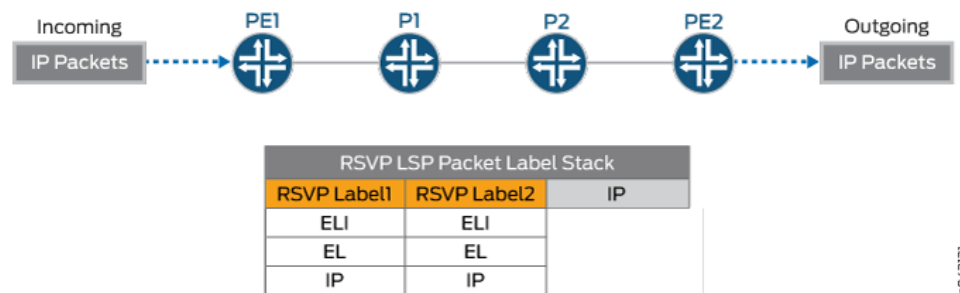 Incoming
IP Packets
PE1
P1
P2
PE2
Outgoing
IP Packets
RSVP LSP Packet Label Stack
RSVP Label1 RSVP Label2 IP
ELI ELI
EL EL
IP IP